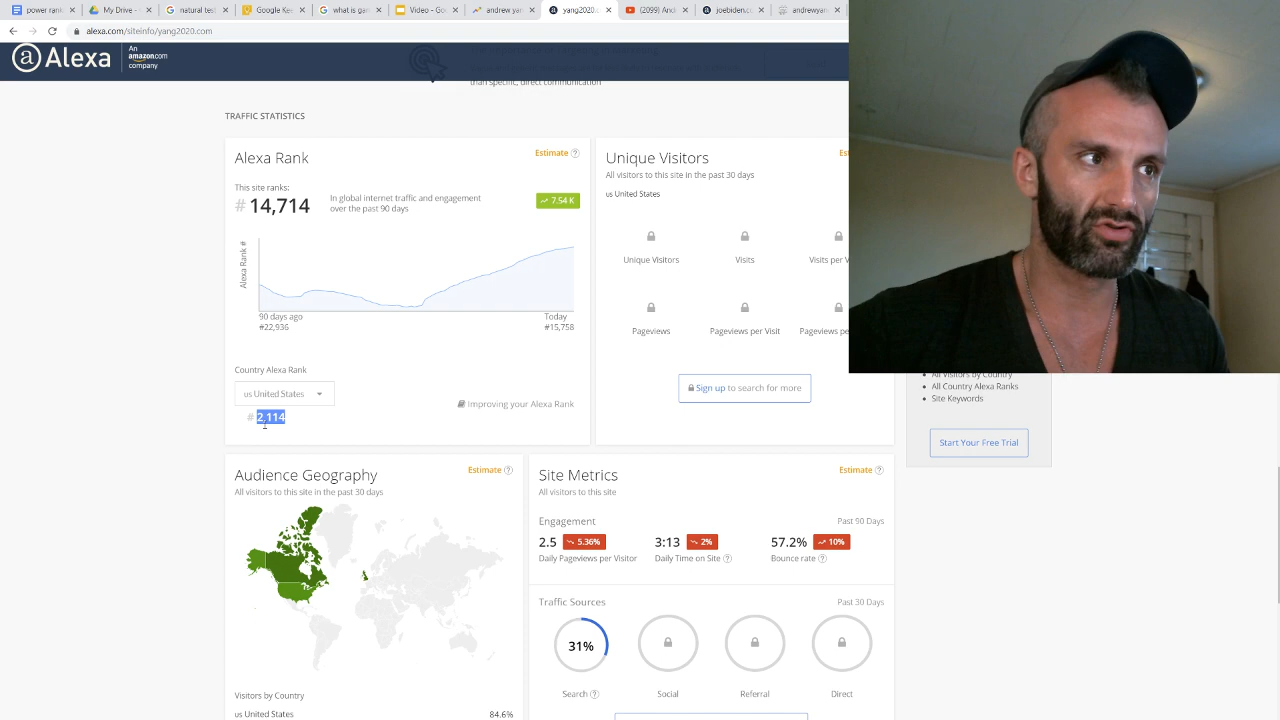 power rank
My Drive -
natural test
Google Ke
what is ga
Video - Go
andrew yan
yang2020.
(2099) And
joebiden.c
andrewyan
alexa.com/siteinfo/yang2020.com
Alexa
An
amazon.com
company
than specific, direct communication
TRAFFIC STATISTICS
Alexa Rank
Estimate ?
This site ranks:
# 14,714
In global internet traffic and engagement
over the past 90 days
7.54 K
Alexa Rank #
90 days ago
#22,936
Today
#15,758
Country Alexa Rank
us United States
# 2,114
Improving your Alexa Rank
Unique Visitors
Es
All visitors to this site in the past 30 days
us United States
Unique Visitors
Visits
Visits per V
Pageviews
Pageviews per Visit
Pageviews pe
Sign up to search for more
All Visitors by Country
All Country Alexa Ranks
Site Keywords
Start Your Free Trial
Audience Geography
Estimate ?
All visitors to this site in the past 30 days
Visitors by Country
us United States 84.6%
Site Metrics
Estimate ?
All visitors to this site
Engagement
Past 90 Days
2.5 5.36%
Daily Pageviews per Visitor
3:13 2%
Daily Time on Site ?
57.2% 10%
Bounce rate ?
Traffic Sources
Past 30 Days
31%
Search ?
Social
Referral
Direct